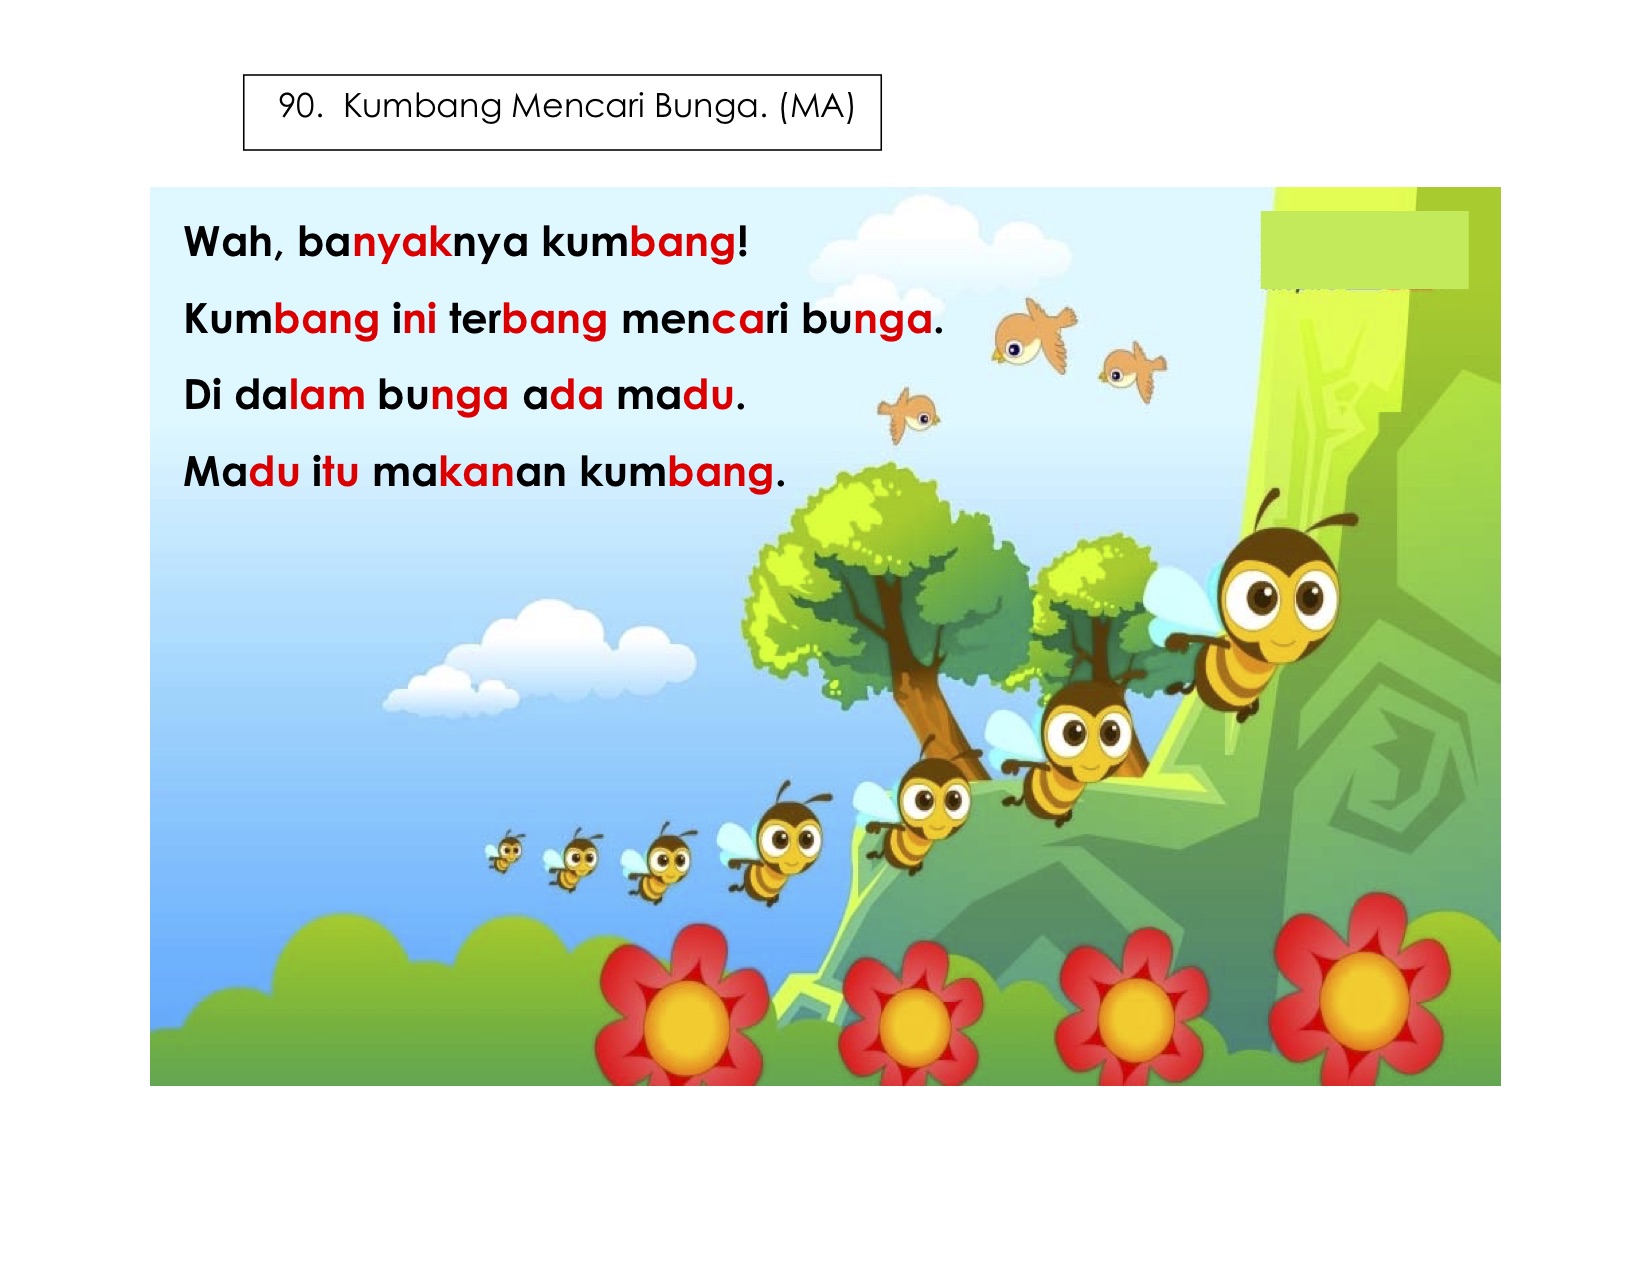 90. Kumbang Mencari Bunga. (MA)
Wah, banyaknya kumbang!
Kumbang ini terbang mencari bunga.
Di dalam bunga ada madu.
Madu itu makanan kumbang.